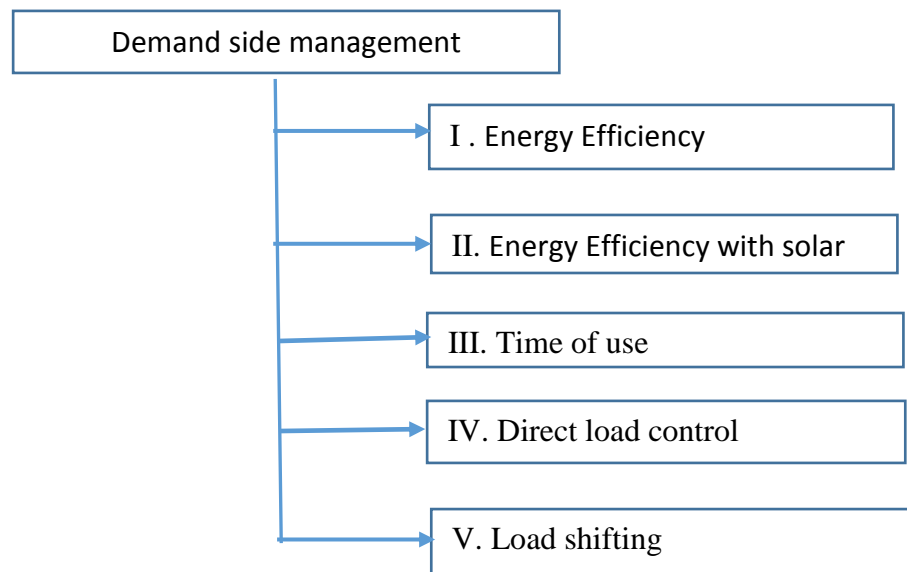 Demand side management
I . Energy Efficiency
II. Energy Efficiency with solar
III. Time of use
IV. Direct load control
V. Load shifting